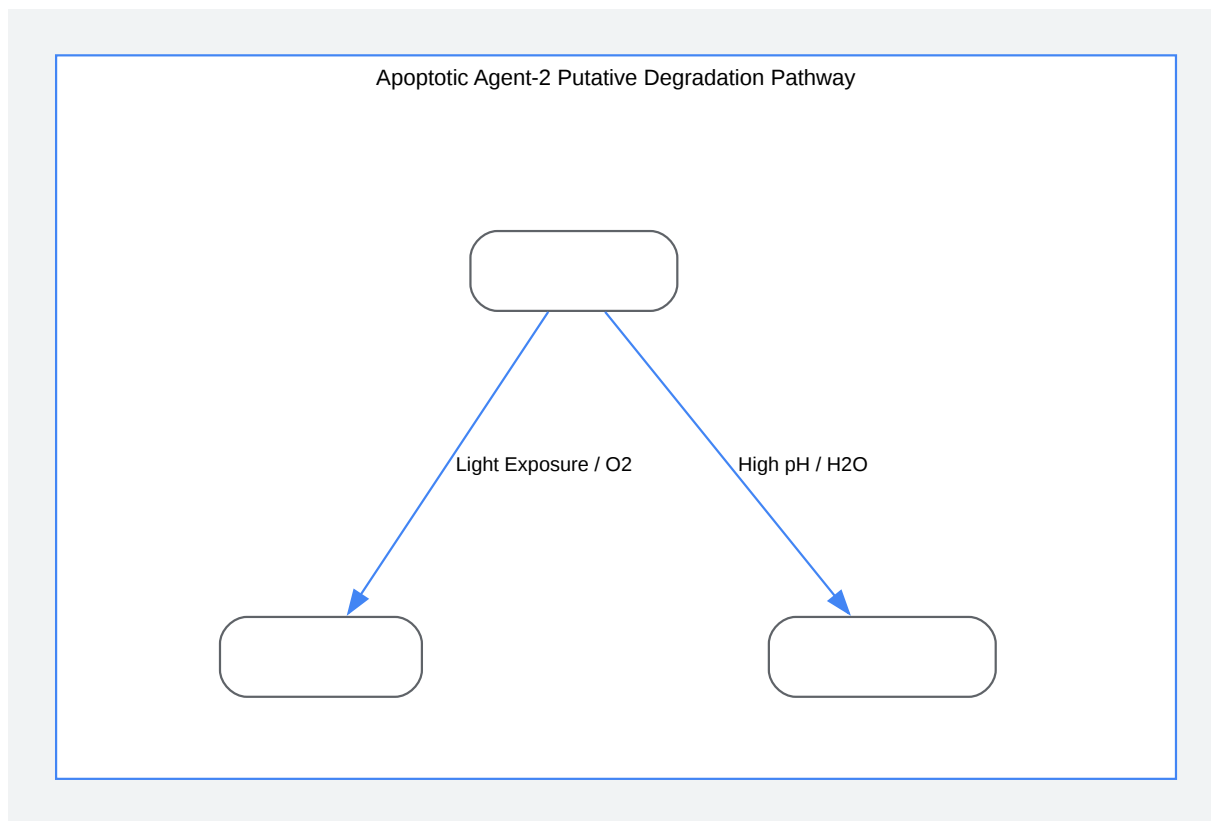 Apoptotic Agent-2 Putative Degradation Pathway
Light Exposure / O2
High pH / H2O